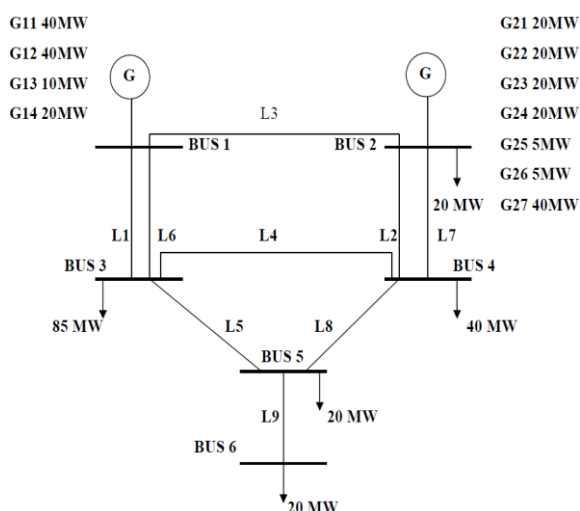 G11 40MW
G12 40MW
G13 10MW
G14 20MW
G
G
G21 20MW
G22 20MW
G23 20MW
G24 20MW
G25 5MW
G26 5MW
G27 40MW
L3
BUS 1
BUS 2
20 MW
L1
L6
L4
L2
L7
BUS 3
BUS 4
85 MW
L5
L8
40 MW
BUS 5
L9
20 MW
BUS 6
20 MW